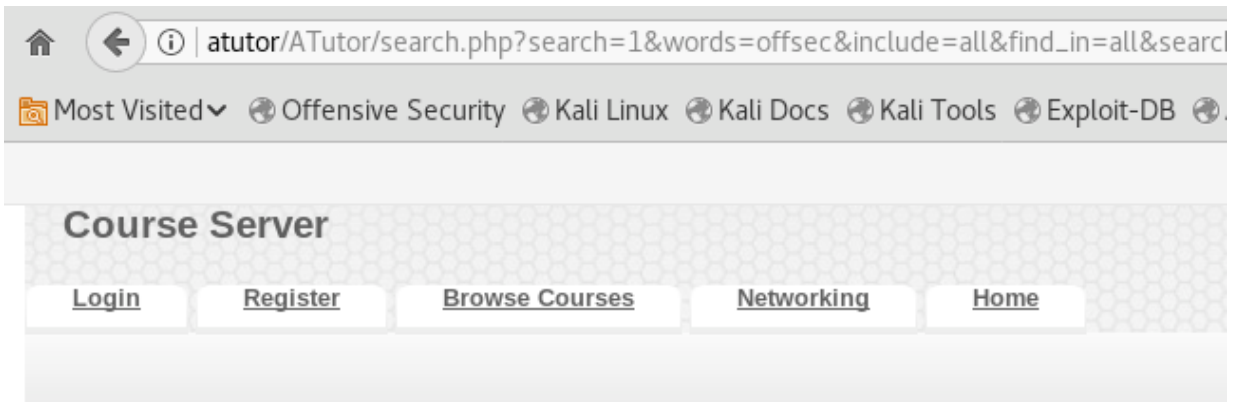 atutor/ATutor/search.php?search=1&words=offsec&include=all&find_in=all&search
Most Visited Offensive Security Kali Linux Kali Docs Kali Tools Exploit-DB
Course Server
Login Register Browse Courses Networking Home